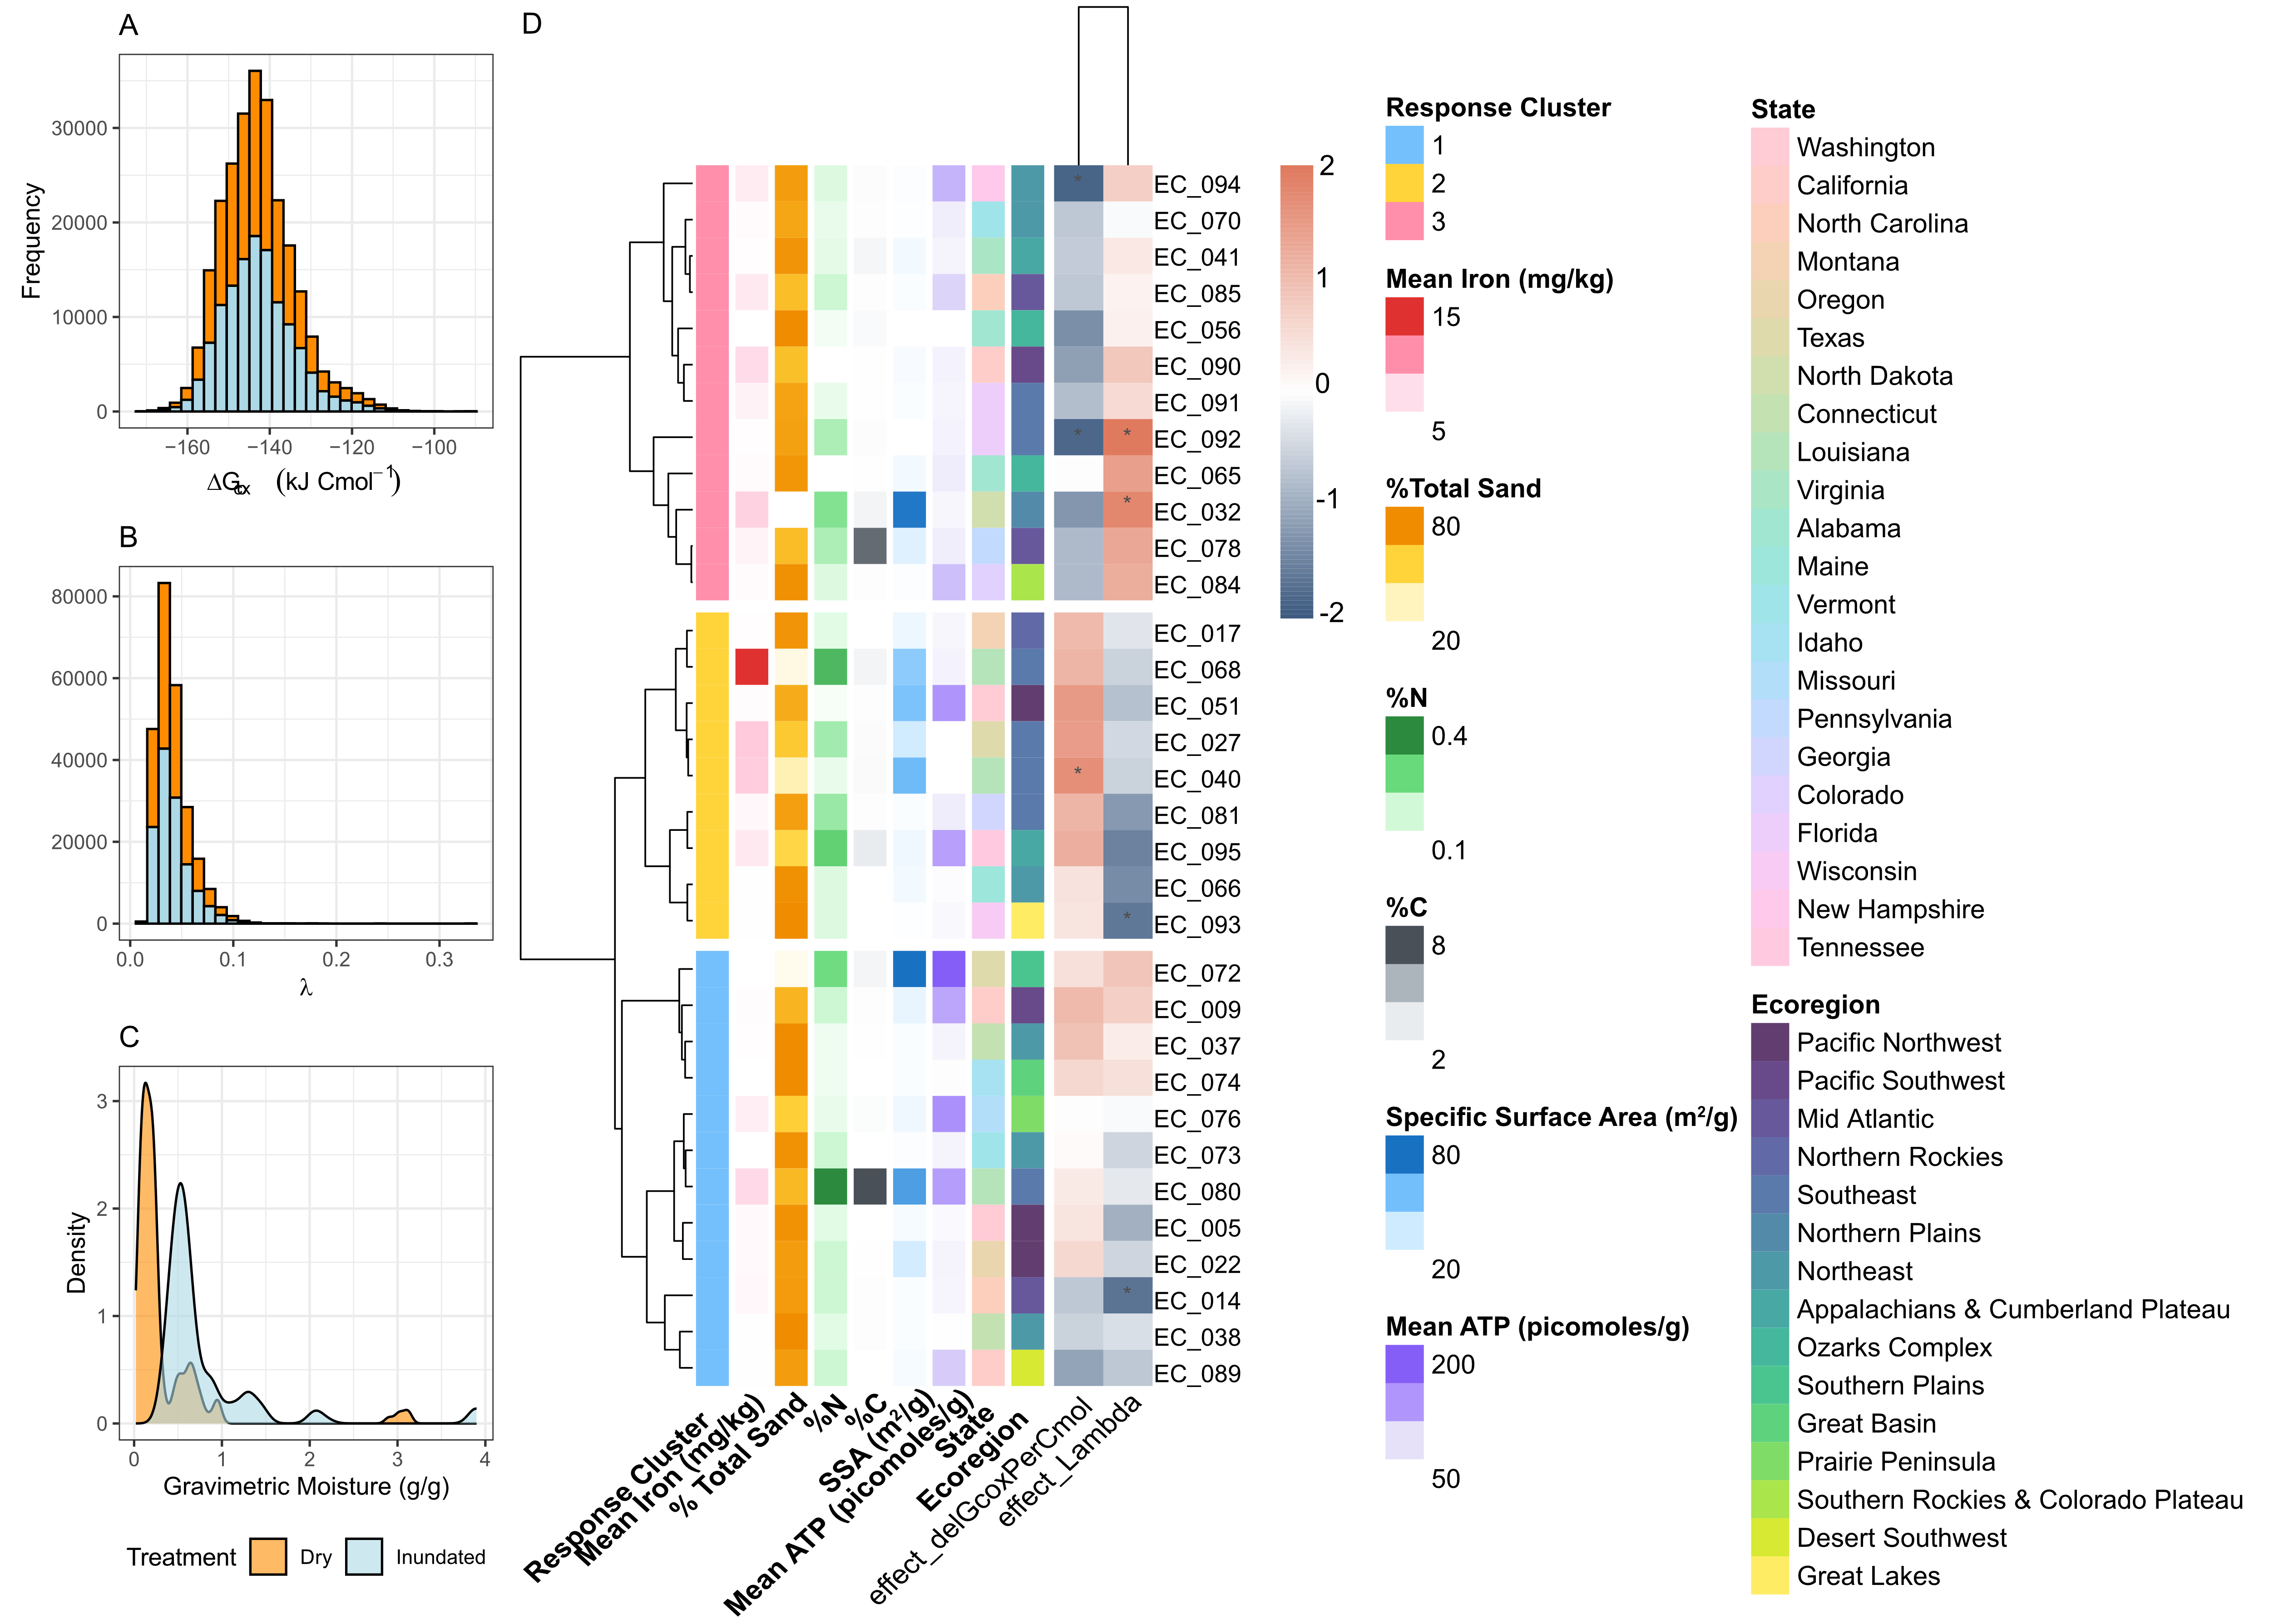 A
30000
20000
10000
0
Frequency
−160
−140
−120
−100
ΔGcox (kJ Cmol−1)
B
80000
60000
40000
20000
0
0.0
0.1
0.2
0.3
λ
C
3
2
1
0
Density
0
1
2
3
4
Gravimetric Moisture (g/g)
Treatment
Dry
Inundated
D
EC_094
EC_070
EC_041
EC_085
EC_056
EC_090
EC_091
EC_092
EC_065
EC_032
EC_078
EC_084
EC_017
EC_068
EC_051
EC_027
EC_040
EC_081
EC_095
EC_066
EC_093
EC_072
EC_009
EC_037
EC_074
EC_076
EC_073
EC_080
EC_005
EC_022
EC_014
EC_038
EC_089
Response Cluster
Mean Iron (mg/kg)
% Total Sand
%N
%C
SSA (m²/g)
Mean ATP (picomoles/g)
State
Ecoregion
effect_delGcoxPerCmol
effect_Lambda
2
1
0
-1
-2
Response Cluster
1
2
3
Mean Iron (mg/kg)
15
5
%Total Sand
80
20
%N
0.4
0.1
%C
8
2
Specific Surface Area (m²/g)
80
20
Mean ATP (picomoles/g)
200
50
State
Washington
California
North Carolina
Montana
Oregon
Texas
North Dakota
Connecticut
Louisiana
Virginia
Alabama
Maine
Vermont
Idaho
Missouri
Pennsylvania
Georgia
Colorado
Florida
Wisconsin
New Hampshire
Tennessee
Ecoregion
Pacific Northwest
Pacific Southwest
Mid Atlantic
Northern Rockies
Southeast
Northern Plains
Northeast
Appalachians & Cumberland Plateau
Ozarks Complex
Southern Plains
Great Basin
Prairie Peninsula
Southern Rockies & Colorado Plateau
Desert Southwest
Great Lakes